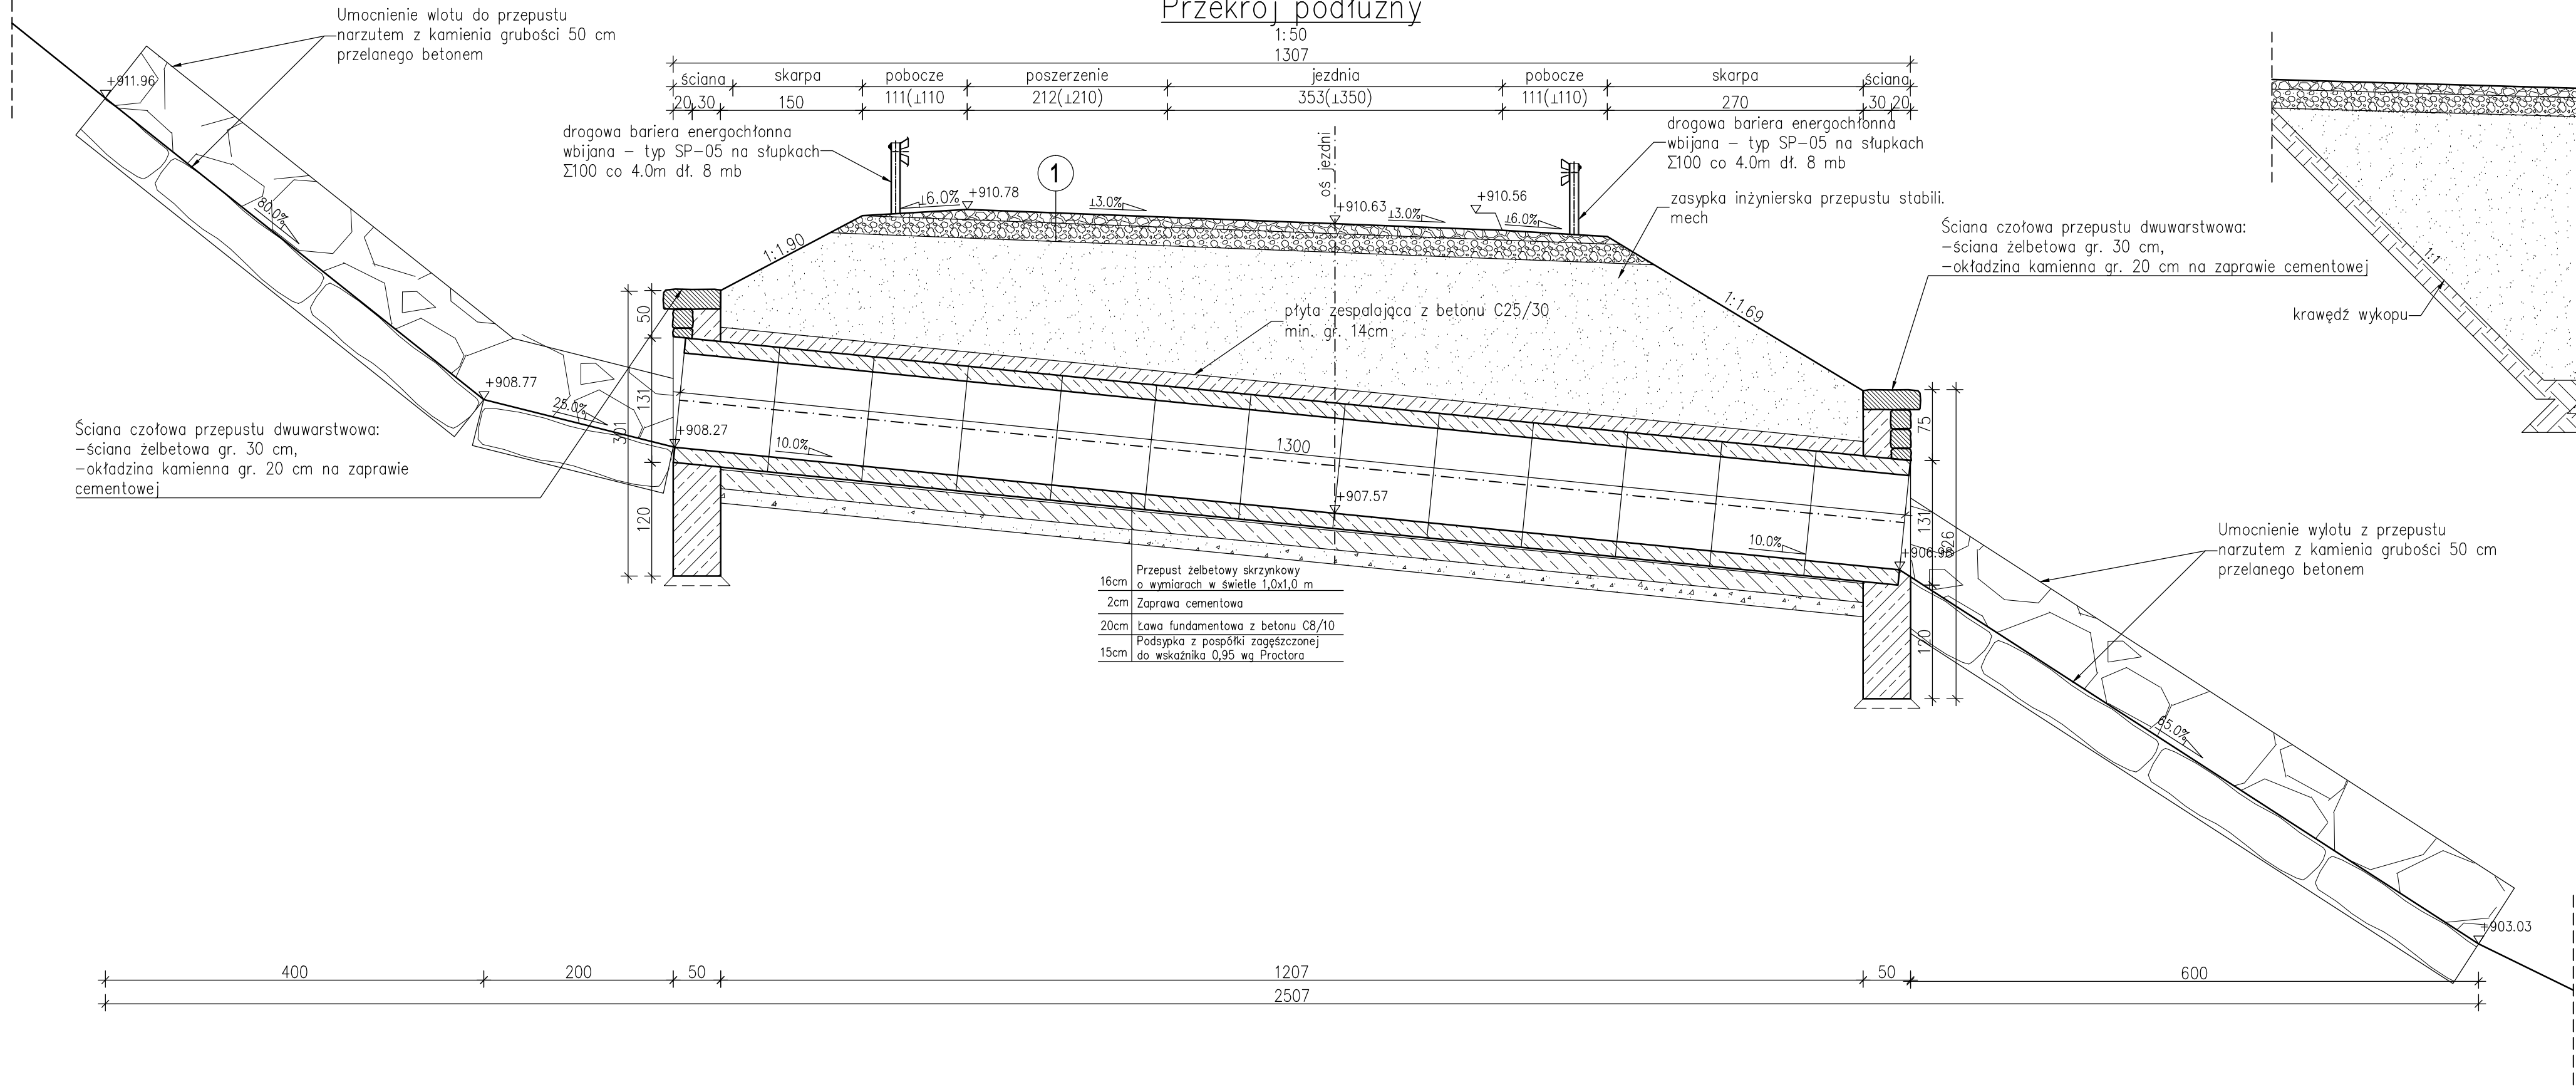 Przekrój podłużny
1:50
1307
ściana
skarpa
pobocze
poszerzenie
jezdnia
pobocze
skarpa
ściana
20
30
150
111(⊥110
212(⊥210)
353(⊥350)
111(⊥110)
270
30
20
Umocnienie wlotu do przepustu
narzutem z kamienia grubości 50 cm
przelanego betonem
+911.96
80.0%
+908.77
25.0%
drogowa bariera energochłonna
wbijana – typ SP–05 na słupkach
Σ100 co 4.0m dł. 8 mb
1
⊥6.0%
+910.78
⊥3.0%
oś jezdni
+910.63
⊥3.0%
+910.56
⊥6.0%
drogowa bariera energochłonna
wbijana – typ SP–05 na słupkach
Σ100 co 4.0m dł. 8 mb
zasypka inżynierska przepustu stabili.
mech
1:1.90
1:1.69
Ściana czołowa przepustu dwuwarstwowa:
–ściana żelbetowa gr. 30 cm,
–okładzina kamienna gr. 20 cm na zaprawie cementowej
1:1
krawędź wykopu
płyta zespalająca z betonu C25/30
min. gr. 14cm
Ściana czołowa przepustu dwuwarstwowa:
–ściana żelbetowa gr. 30 cm,
–okładzina kamienna gr. 20 cm na zaprawie
cementowej
50
131
301
120
+908.27
10.0%
1300
+907.57
10.0%
+906.98
75
131
326
120
16cm
Przepust żelbetowy skrzynkowy
o wymiarach w świetle 1,0x1,0 m
2cm
Zaprawa cementowa
20cm
Ława fundamentowa z betonu C8/10
15cm
Podsypka z pospółki zagęszczonej
do wskaźnika 0,95 wg Proctora
Umocnienie wylotu z przepustu
narzutem z kamienia grubości 50 cm
przelanego betonem
65.0%
+903.03
400
200
50
1207
50
600
2507